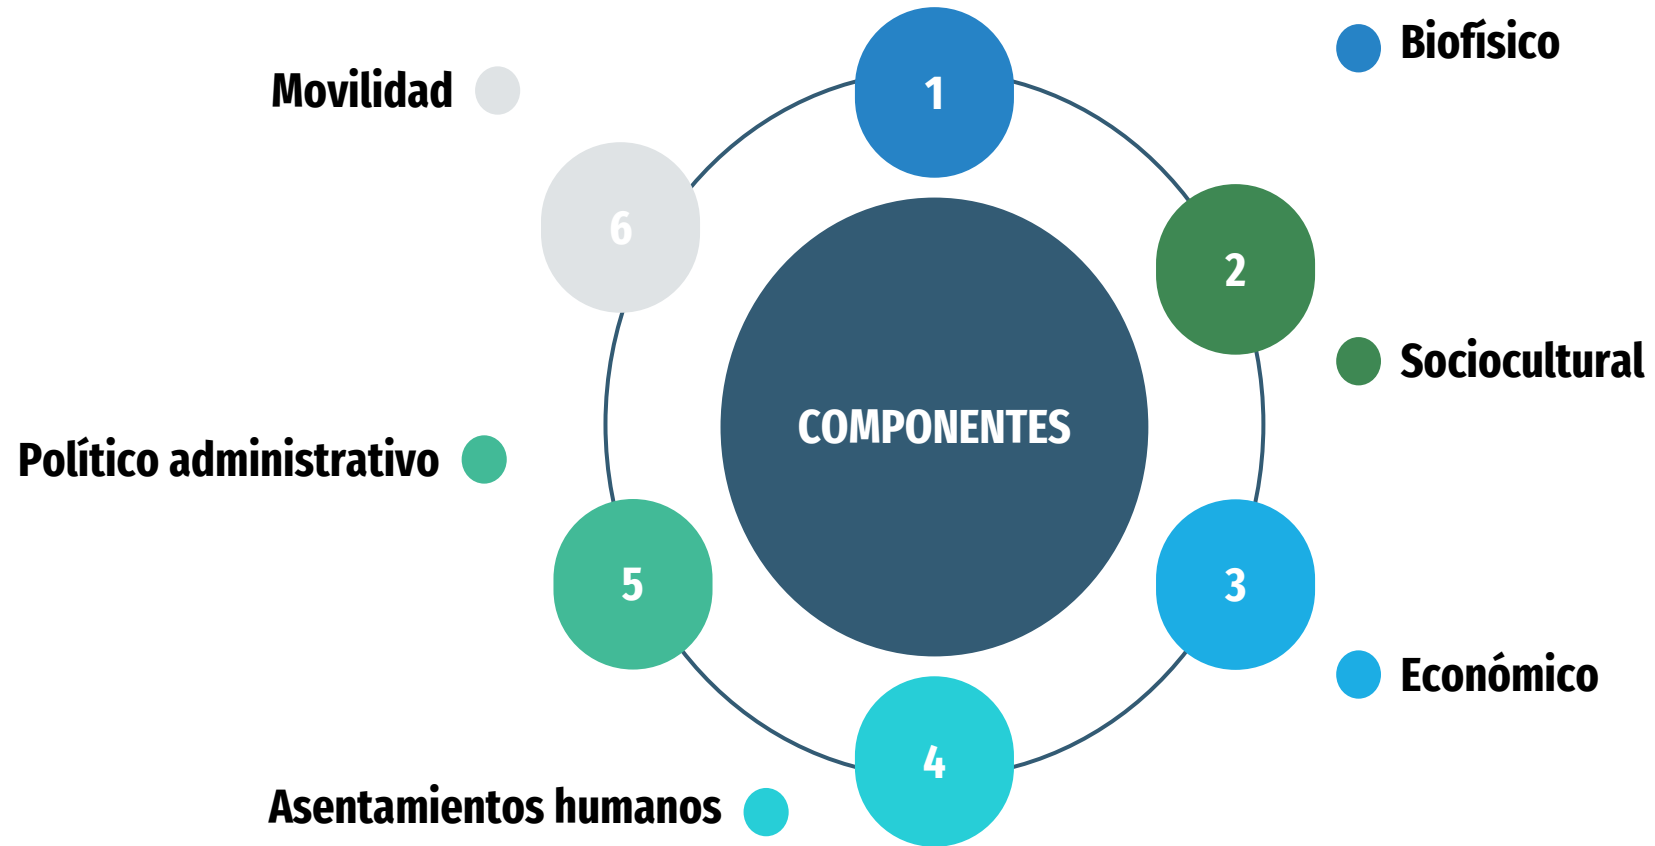 1
Biofísico
Movilidad
6
2
Sociocultural
COMPONENTES
Político administrativo
5
3
Económico
4
Asentamientos humanos